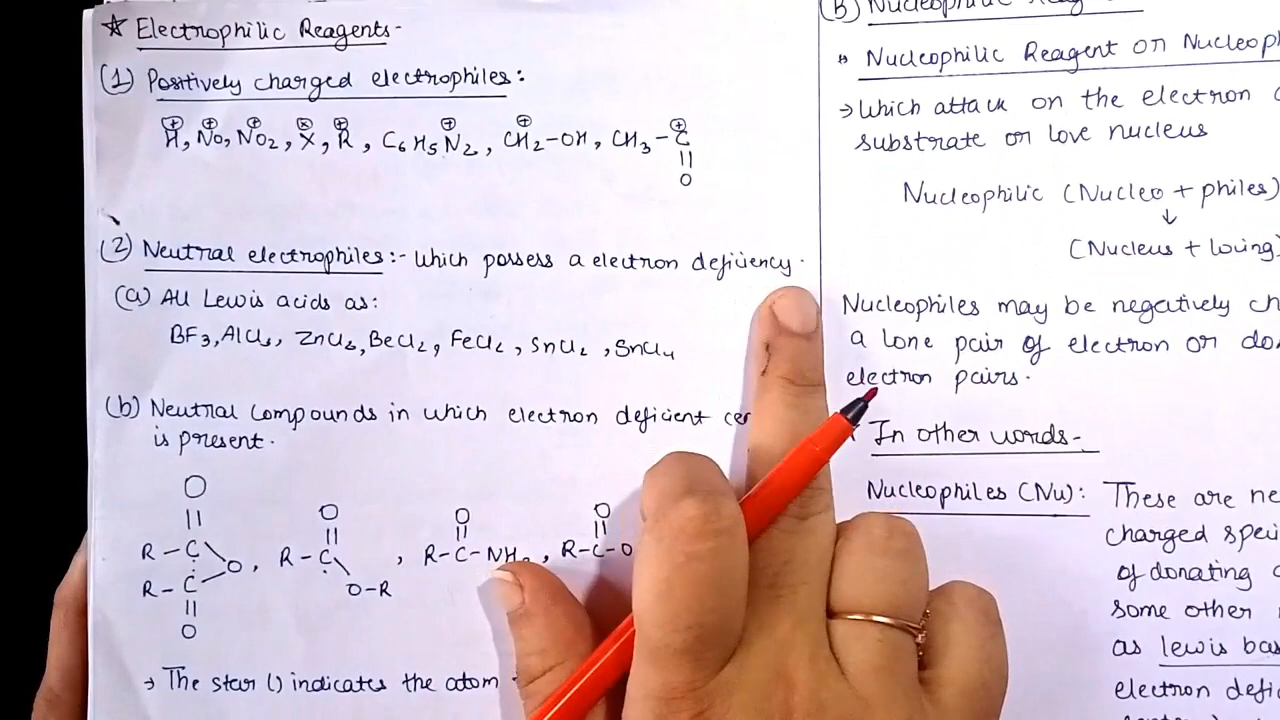 ★ Electrophilic Reagents-
(1) Positively charged electrophiles:
H⊕, NO⊕, NO2⊕, X⊕, R⊕, C6H5N2⊕, CH2⊕-OH, CH3-C⊕
||
O
(2) Neutral electrophiles:- Which possess a electron deficiency.
(a) All Lewis acids as:
BF3, AlCl3, ZnCl2, BeCl2, FeCl2, SnCl2, SnCl4
(b) Neutral Compounds in which electron deficient
is present.
O O O O
|| || || ||
R-C O, R-C , R-C-NH , R-C-O
R-C O-R
||
O
→ The star () indicates the atom
(B)
" Nucleophilic Reagent or
→ Which attack on the electron
substrate or love nucleus
Nucleophilic (Nucleo + philes)
↓
(Nucleus + loving)
Nucleophiles may be negatively
a lone pair of electron or
electron pairs.
In other words-
Nucleophiles (Nu): These are
charged
of donating
some other
as lewis
electron